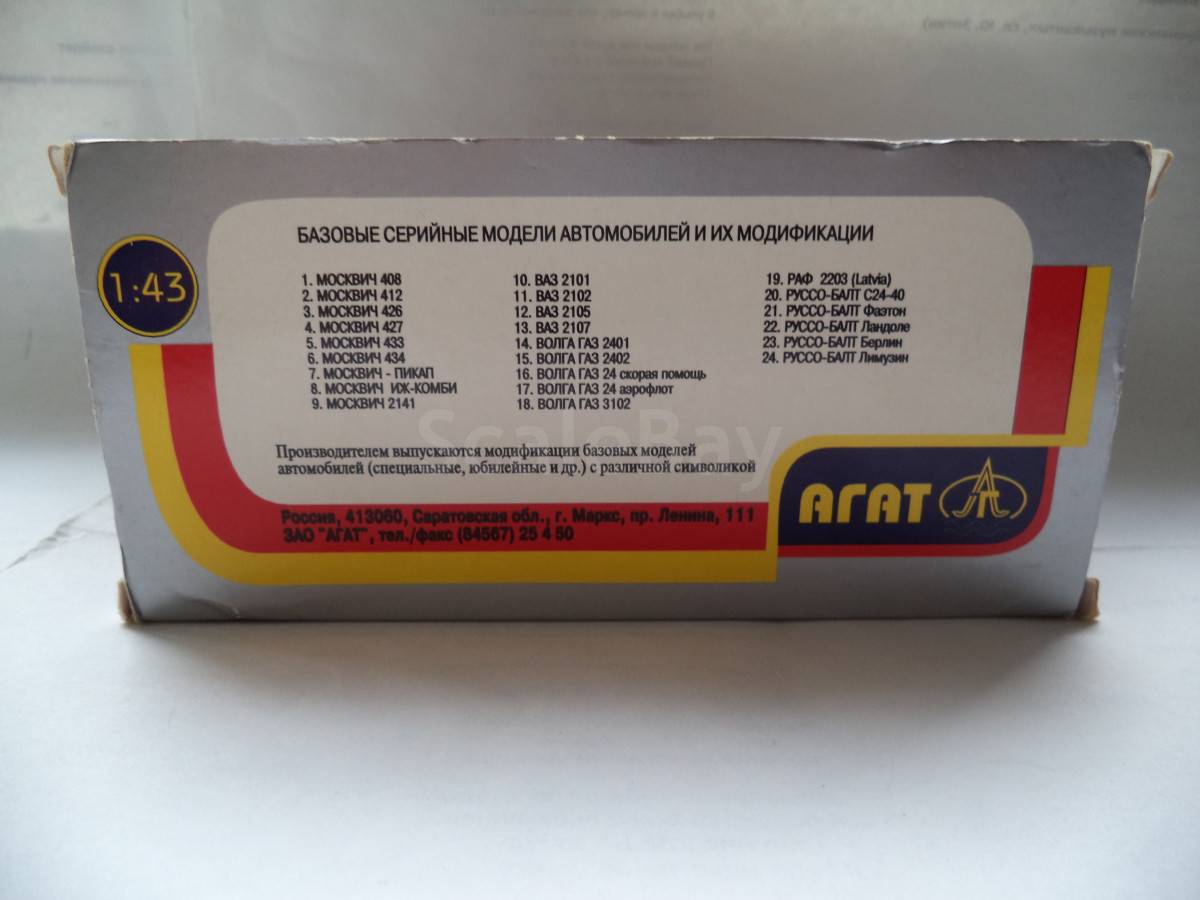 БАЗОВЫЕ СЕРИЙНЫЕ МОДЕЛИ АВТОМОБИЛЕЙ И ИХ МОДИФИКАЦИИ
1:43
1. МОСКВИЧ 408
2. МОСКВИЧ 412
3. МОСКВИЧ 426
4. МОСКВИЧ 427
5. МОСКВИЧ 433
6. МОСКВИЧ 434
7. МОСКВИЧ - ПИКАП
8. МОСКВИЧ ИЖ-КОМБИ
9. МОСКВИЧ 2141
10. ВАЗ 2101
11. ВАЗ 2102
12. ВАЗ 2105
13. ВАЗ 2107
14. ВОЛГА ГАЗ 2401
15. ВОЛГА ГАЗ 2402
16. ВОЛГА ГАЗ 24 скорая помощь
17. ВОЛГА ГАЗ 24 аэрофлот
18. ВОЛГА ГАЗ 3102
19. РАФ 2203 (Latvia)
20. РУССО-БАЛТ С24-40
21. РУССО-БАЛТ Фаэтон
22. РУССО-БАЛТ Ландоле
23. РУССО-БАЛТ Берлин
24. РУССО-БАЛТ Лимузин
ScaleBay
Производителем выпускаются модификации базовых моделей
автомобилей (специальные, юбилейные и др.) с различной символикой
Россия, 413060, Саратовская обл., г. Маркс, пр. Ленина, 111
ЗАО "АГАТ", тел./факс (84567) 25 4 50
АГАТ